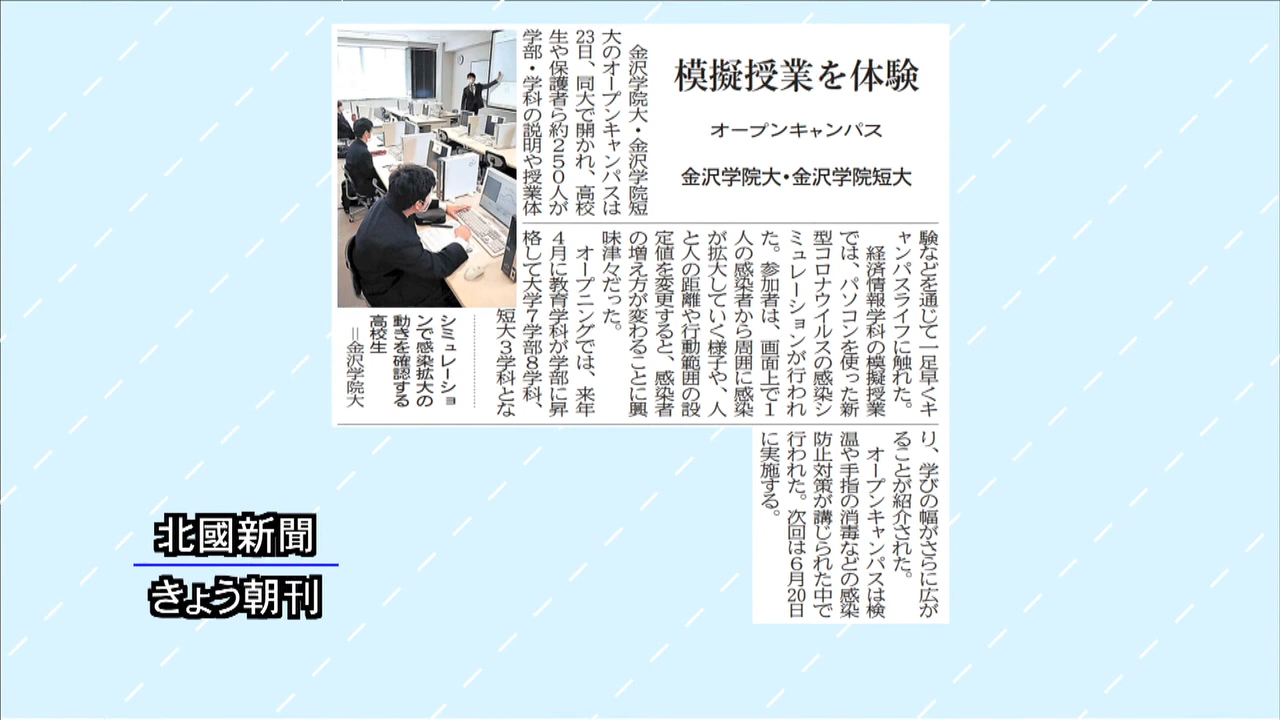 模擬授業を体験
オープンキャンパス
金沢学院大・金沢学院短大
金沢学院大・金沢学院短
大のオープンキャンパスは
23日、同大で開かれ、高校
生や保護者ら約250人が
学部・学科の説明や授業体
験などを通じて一足早くキ
ャンパスライフに触れた。
経済情報学科の模擬授業
では、パソコンを使った新
型コロナウイルスの感染シ
ミュレーションが行われ
た。参加者は、画面上で1
人の感染者から周囲に感染
が拡大していく様子や、人
と人の距離や行動範囲の設
定値を変更すると、感染者
の増え方が変わることに興
味津々だった。
オープニングでは、来年
4月に教育学科が学部に昇
格して大学7学部8学科、
短大3学科とな
り、学びの幅がさらに広が
ることが紹介された。
オープンキャンパスは検
温や手指の消毒などの感染
防止対策が講じられた中で
行われた。次回は6月20日
に実施する。
シミュレーショ
ンで感染拡大の
動きを確認する
高校生
＝金沢学院大
北國新聞
きょう朝刊